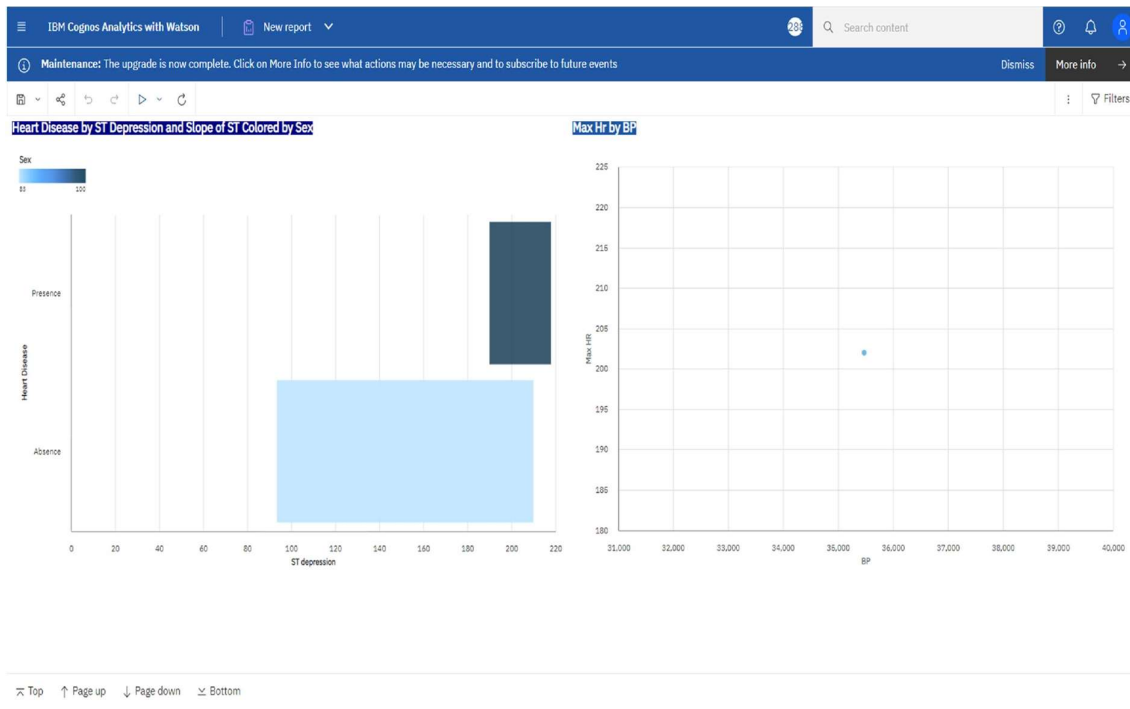 IBM Cognos Analytics with Watson
New report
Search content
Maintenance: The upgrade is now complete. Click on More Info to see what actions may be necessary and to subscribe to future events
Dismiss
More info
Filters
Heart Disease by ST Depression and Slope of ST Colored by Sex
Sex
100
Presence
Absence
Heart Disease
0 20 40 60 80 100 120 140 160 180 200 220
ST depression
Max Hr by BP
225
220
215
210
205
200
195
190
185
180
Max HR
31,000 32,000 33,000 34,000 35,000 36,000 37,000 38,000 39,000 40,000
BP
Top Page up Page down Bottom